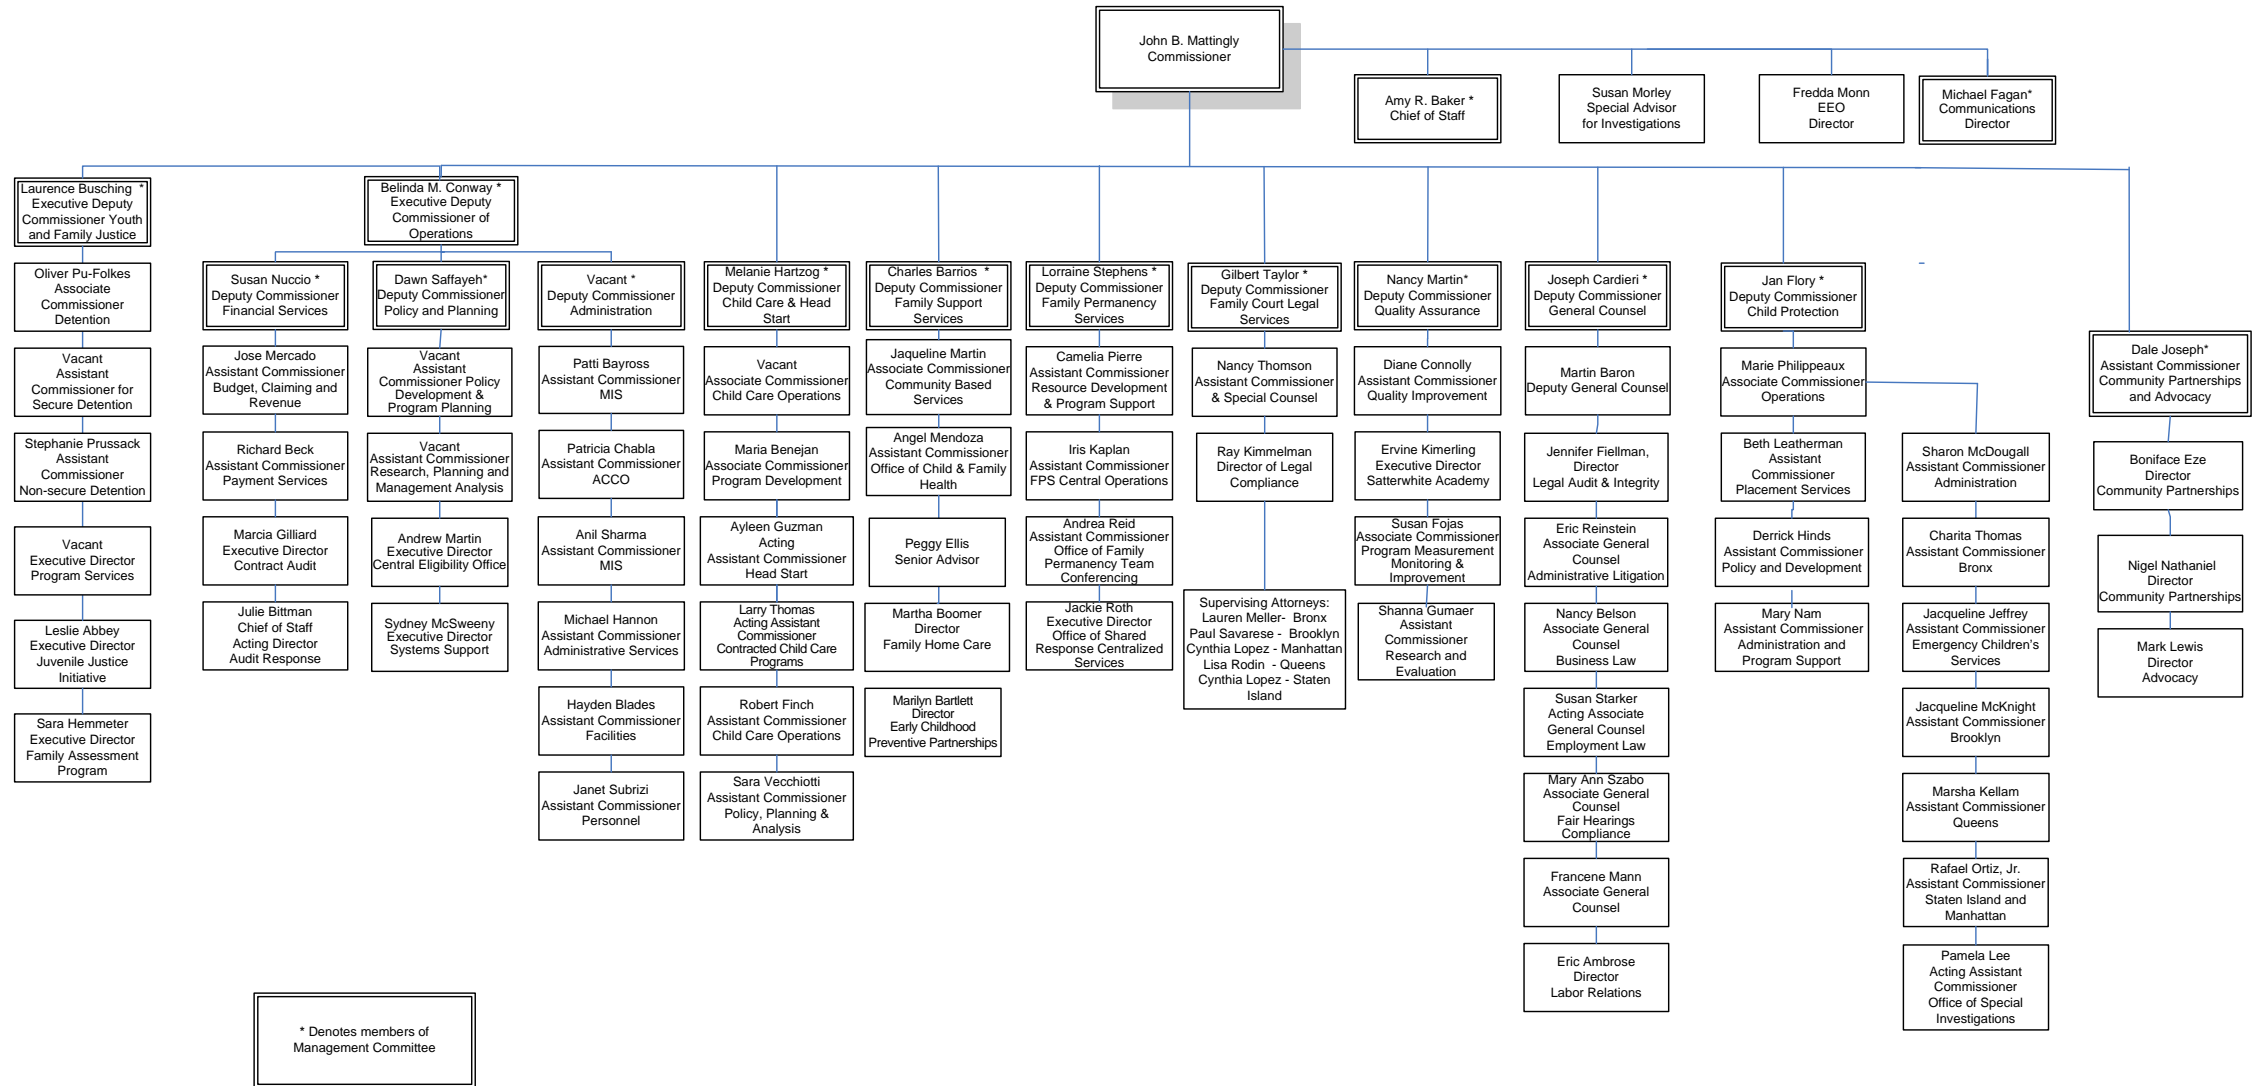 John B. Mattingly
Commissioner
Amy R. Baker *
Chief of Staff
Susan Morley
Special Advisor
for Investigations
Fredda Monn
EEO
Director
Michael Fagan*
Communications
Director
Laurence Busching *
Executive Deputy
Commissioner Youth
and Family Justice
Oliver Pu-Folkes
Associate
Commissioner
Detention
Vacant
Assistant
Commissioner for
Secure Detention
Stephanie Prussack
Assistant
Commissioner
Non-secure Detention
Vacant
Executive Director
Program Services
Leslie Abbey
Executive Director
Juvenile Justice
Initiative
Sara Hemmeter
Executive Director
Family Assessment
Program
Belinda M. Conway *
Executive Deputy
Commissioner of
Operations
Susan Nuccio *
Deputy Commissioner
Financial Services
Jose Mercado
Assistant Commissioner
Budget, Claiming and
Revenue
Richard Beck
Assistant Commissioner
Payment Services
Marcia Gilliard
Executive Director
Contract Audit
Julie Bittman
Chief of Staff
Acting Director
Audit Response
Dawn Saffayeh*
Deputy Commissioner
Policy and Planning
Vacant
Assistant
Commissioner Policy
Development &
Program Planning
Vacant
Assistant Commissioner
Research, Planning and
Management Analysis
Andrew Martin
Executive Director
Central Eligibility Office
Sydney McSweeny
Executive Director
Systems Support
Vacant *
Deputy Commissioner
Administration
Patti Bayross
Assistant Commissioner
MIS
Patricia Chabla
Assistant Commissioner
ACCO
Anil Sharma
Assistant Commissioner
MIS
Michael Hannon
Assistant Commissioner
Administrative Services
Hayden Blades
Assistant Commissioner
Facilities
Janet Subrizi
Assistant Commissioner
Personnel
Melanie Hartzog *
Deputy Commissioner
Child Care & Head
Start
Vacant
Associate Commissioner
Child Care Operations
Maria Benejan
Associate Commissioner
Program Development
Ayleen Guzman
Acting
Assistant Commissioner
Head Start
Larry Thomas
Acting Assistant
Commissioner
Contracted Child Care
Programs
Robert Finch
Assistant Commissioner
Child Care Operations
Sara Vecchiotti
Assistant Commissioner
Policy, Planning &
Analysis
Charles Barrios *
Deputy Commissioner
Family Support
Services
Jaqueline Martin
Associate Commissioner
Community Based
Services
Angel Mendoza
Assistant Commissioner
Office of Child & Family
Health
Peggy Ellis
Senior Advisor
Martha Boomer
Director
Family Home Care
Marilyn Bartlett
Director
Early Childhood
Preventive Partnerships
Lorraine Stephens *
Deputy Commissioner
Family Permanency
Services
Camelia Pierre
Assistant Commissioner
Resource Development
& Program Support
Iris Kaplan
Assistant Commissioner
FPS Central Operations
Andrea Reid
Assistant Commissioner
Office of Family
Permanency Team
Conferencing
Jackie Roth
Executive Director
Office of Shared
Response Centralized
Services
Gilbert Taylor *
Deputy Commissioner
Family Court Legal
Services
Nancy Thomson
Assistant Commissioner
& Special Counsel
Ray Kimmelman
Director of Legal
Compliance
Supervising Attorneys:
Lauren Meller- Bronx
Paul Savarese - Brooklyn
Cynthia Lopez - Manhattan
Lisa Rodin - Queens
Cynthia Lopez - Staten
Island
Nancy Martin*
Deputy Commissioner
Quality Assurance
Diane Connolly
Assistant Commissioner
Quality Improvement
Ervine Kimerling
Executive Director
Satterwhite Academy
Susan Fojas
Associate Commissioner
Program Measurement
Monitoring &
Improvement
Shanna Gumaer
Assistant
Commissioner
Research and
Evaluation
Joseph Cardieri *
Deputy Commissioner
General Counsel
Martin Baron
Deputy General Counsel
Jennifer Fiellman,
Director
Legal Audit & Integrity
Eric Reinstein
Associate General
Counsel
Administrative Litigation
Nancy Belson
Associate General
Counsel
Business Law
Susan Starker
Acting Associate
General Counsel
Employment Law
Mary Ann Szabo
Associate General
Counsel
Fair Hearings
Compliance
Francene Mann
Associate General
Counsel
Eric Ambrose
Director
Labor Relations
Jan Flory *
Deputy Commissioner
Child Protection
Marie Philippeaux
Associate Commissioner
Operations
Beth Leatherman
Assistant
Commissioner
Placement Services
Derrick Hinds
Assistant Commissioner
Policy and Development
Mary Nam
Assistant Commissioner
Administration and
Program Support
Sharon McDougall
Assistant Commissioner
Administration
Charita Thomas
Assistant Commissioner
Bronx
Jacqueline Jeffrey
Assistant Commissioner
Emergency Children's
Services
Jacqueline McKnight
Assistant Commissioner
Brooklyn
Marsha Kellam
Assistant Commissioner
Queens
Rafael Ortiz, Jr.
Assistant Commissioner
Staten Island and
Manhattan
Pamela Lee
Acting Assistant
Commissioner
Office of Special
Investigations
Dale Joseph*
Assistant Commissioner
Community Partnerships
and Advocacy
Boniface Eze
Director
Community Partnerships
Nigel Nathaniel
Director
Community Partnerships
Mark Lewis
Director
Advocacy
* Denotes members of
Management Committee